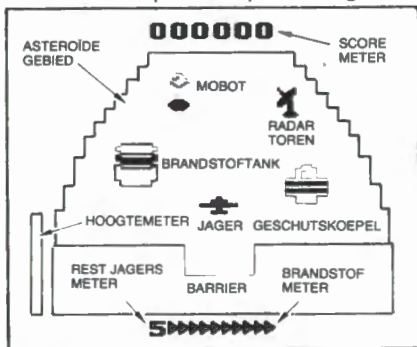 000000
ASTEROÏDE
GEBIED
SCORE
METER
MOBOT
RADAR
TOREN
BRANDSTOFTANK
HOOGTEMETER
JAGER
GESCHUTSKOEPEL
REST JAGERS
METER
BARRIER
BRANDSTOF
METER
5